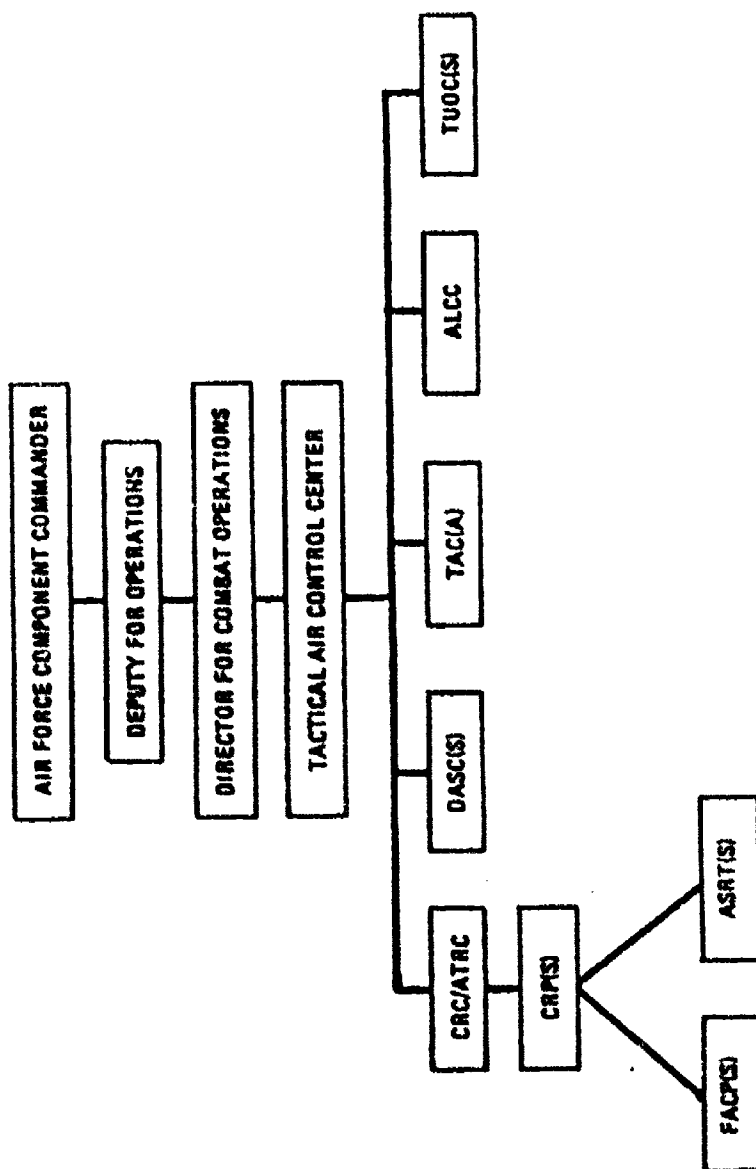 AIR FORCE COMPONENT COMMANDER
DEPUTY FOR OPERATIONS
DIRECTOR FOR COMBAT OPERATIONS
TACTICAL AIR CONTROL CENTER
CRC/ATRC
DASC(S)
TAC(A)
ALCC
TUOC(S)
CRP(S)
FACP(S)
ASRT(S)